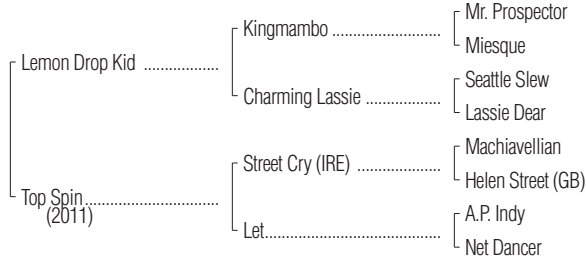 Mr. Prospector
Kingmambo ........................
Miesque
Lemon Drop Kid ................
Seattle Slew
Charming Lassie ................
Lassie Dear
Machiavellian
Street Cry (IRE) ..................
Helen Street (GB)
Top Spin.............................
(2011)
A.P. Indy
Let.......................................
Net Dancer